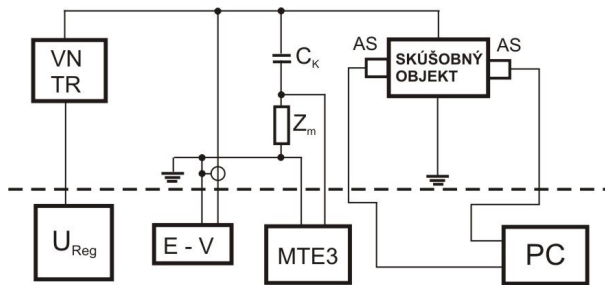 VN
TR
C_K
Z_m
AS
SKÚŠOBNÝ
OBJEKT
AS
U_Reg
E - V
MTE3
PC